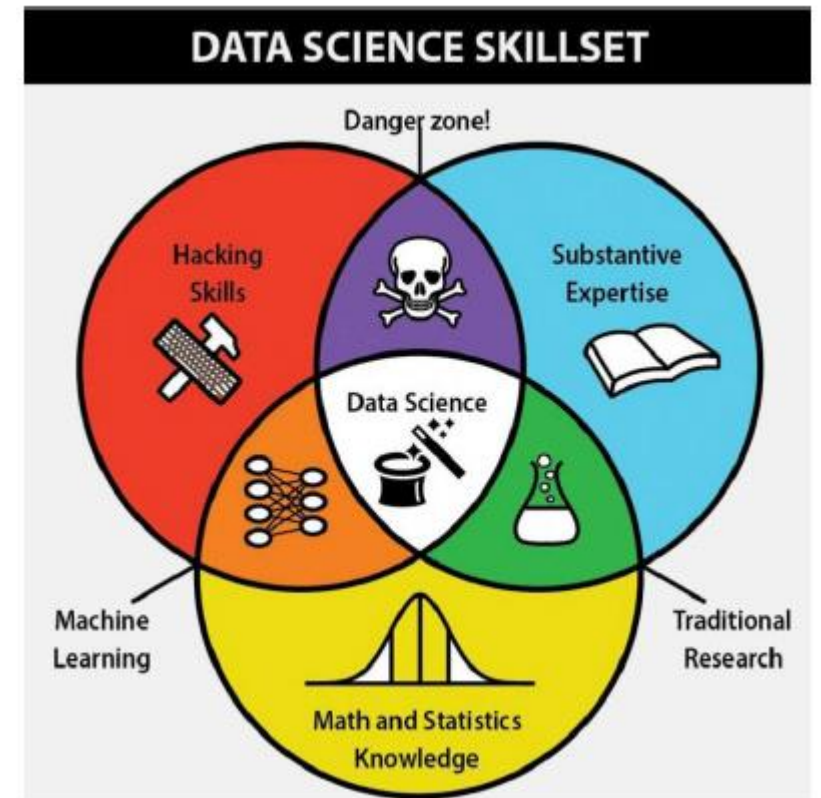 DATA SCIENCE SKILLSET
Danger zone!
Hacking
Skills
Substantive
Expertise
Data Science
Machine
Learning
Traditional
Research
Math and Statistics
Knowledge